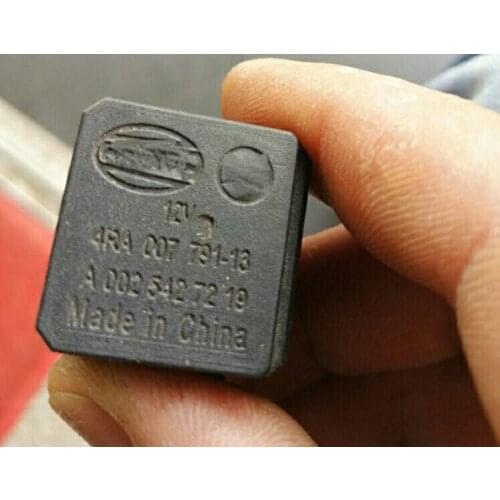 12V
4RA 007 791-13
A 002 542 72 19
Made in China